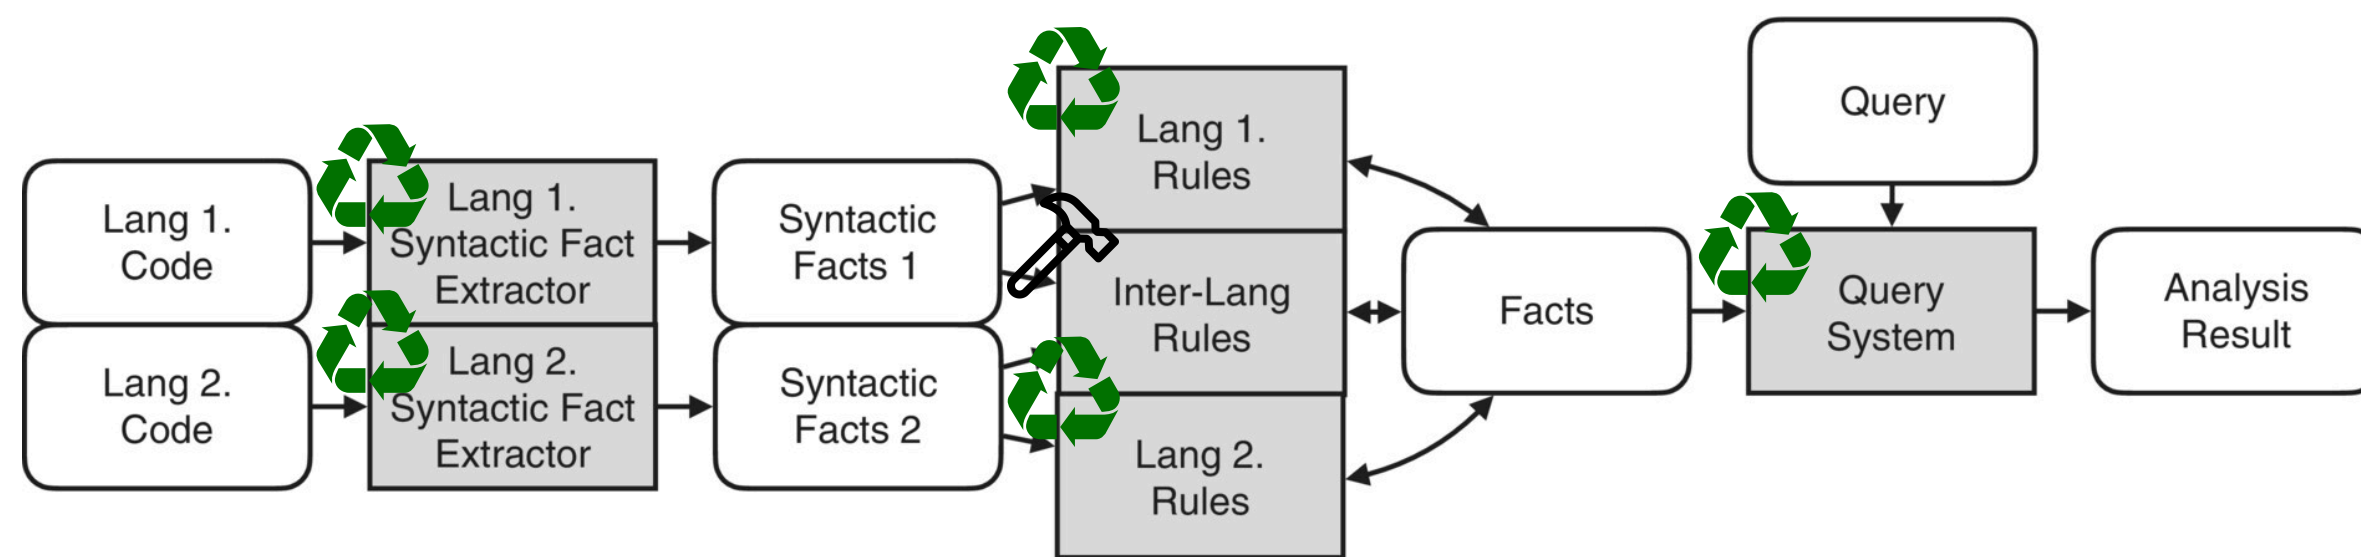 Lang 1.
Code
Lang 2.
Code
Lang 1.
Syntactic Fact
Extractor
Lang 2.
Syntactic Fact
Extractor
Syntactic
Facts 1
Syntactic
Facts 2
Lang 1.
Rules
Inter-Lang
Rules
Lang 2.
Rules
Facts
Query
Query
System
Analysis
Result